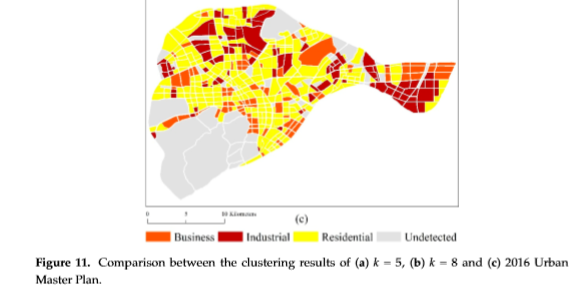 0 5 10 Kilometers
(c)
Business Industrial Residential Undetected
Figure 11. Comparison between the clustering results of (a) k = 5, (b) k = 8 and (c) 2016 Urban
Master Plan.